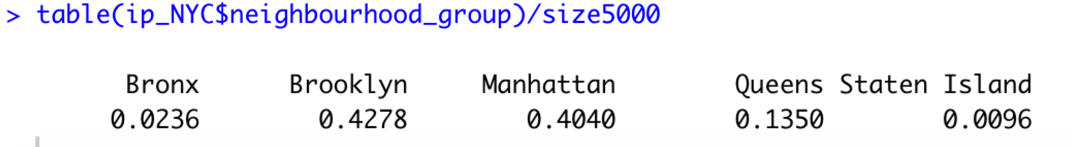 > table(ip_NYC$neighbourhood_group)/size5000
Bronx Brooklyn Manhattan Queens Staten Island
0.0236 0.4278 0.4040 0.1350 0.0096